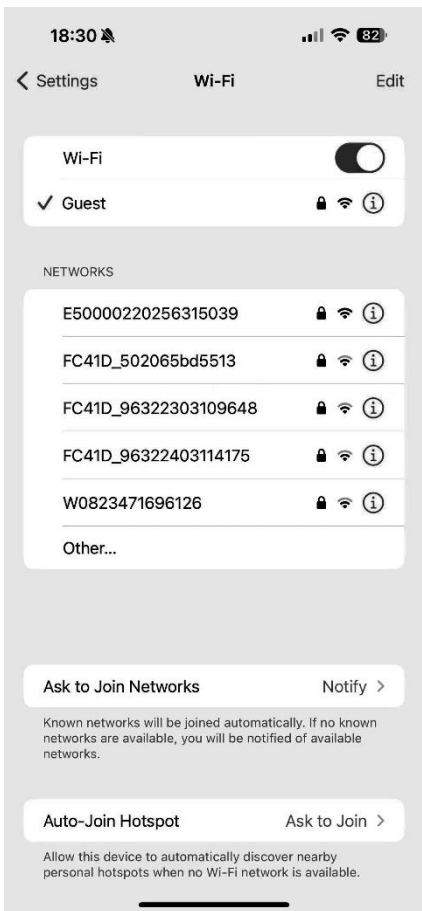 18:30
82
Settings
Wi-Fi
Edit
Wi-Fi
Guest
NETWORKS
E50000220256315039
FC41D_502065bd5513
FC41D_96322303109648
FC41D_96322403114175
W0823471696126
Other...
Ask to Join Networks
Notify
Known networks will be joined automatically. If no known
networks are available, you will be notified of available
networks.
Auto-Join Hotspot
Ask to Join
Allow this device to automatically discover nearby
personal hotspots when no Wi-Fi network is available.